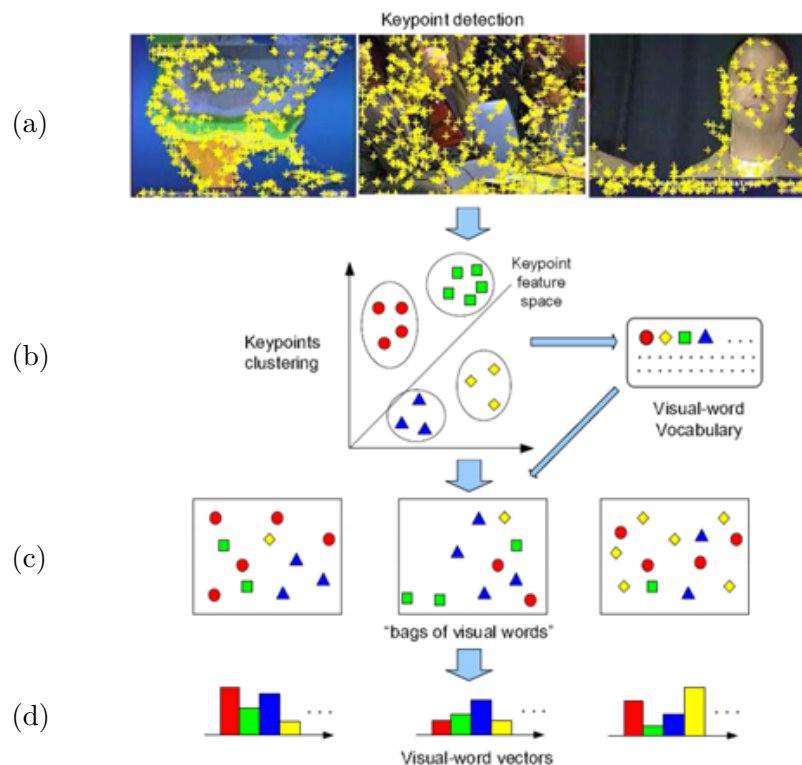 Keypoint detection
(a)
Keypoint
feature
space
Keypoints
clustering
(b)
Visual-word
Vocabulary
(c)
"bags of visual words"
(d)
Visual-word vectors